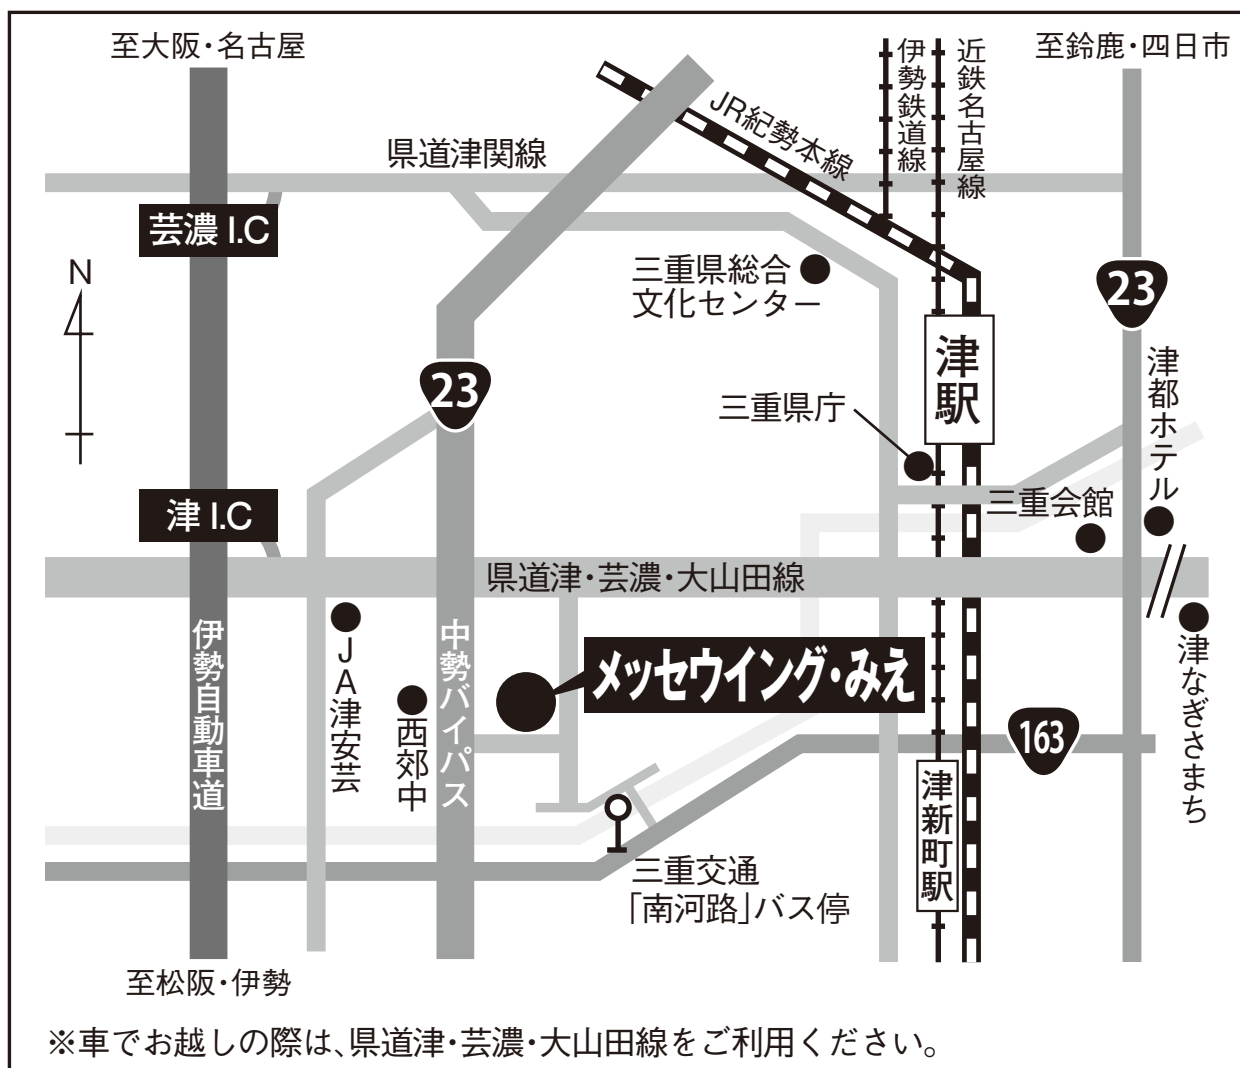 至大阪・名古屋
伊勢鉄道線
近鉄名古屋線
至鈴鹿・四日市
JR紀勢本線
県道津関線
芸濃 I.C
N
三重県総合
文化センター
23
23
津駅
津都ホテル
三重県庁
津 I.C
三重会館
県道津・芸濃・大山田線
伊勢自動車道
JA津安芸
西郊中
中勢バイパス
メッセウイング・みえ
津なぎさまち
163
津新町駅
三重交通
「南河路」バス停
至松阪・伊勢
※車でお越しの際は、県道津・芸濃・大山田線をご利用ください。